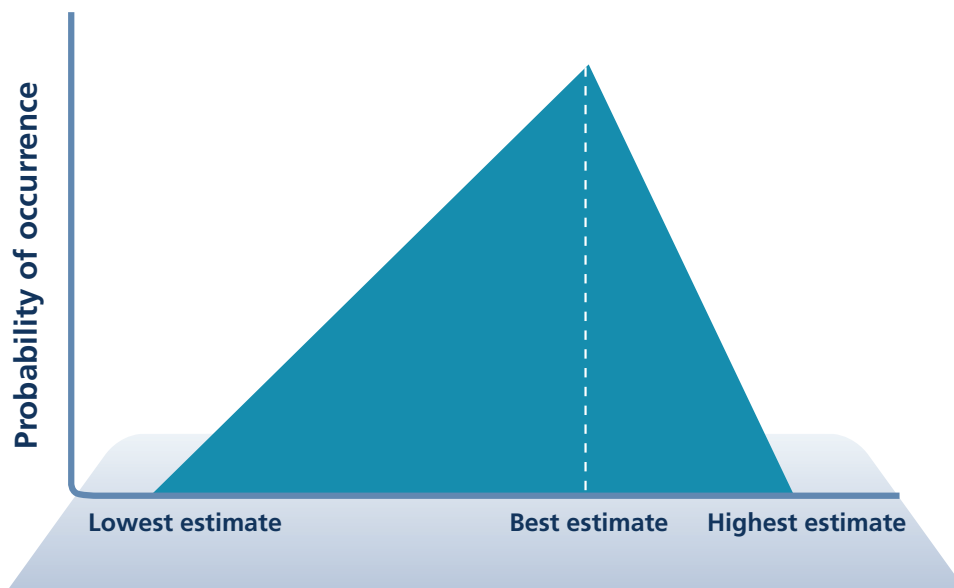 Probability of occurrence
Lowest estimate
Best estimate
Highest estimate